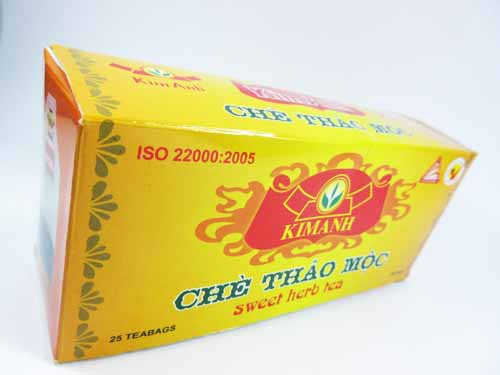 KimAnh
CHÈ THẢO MỘC
ISO 22000:2005
KIMANH
CHÈ THẢO MỘC
sweet herb tea
25 TEABAGS